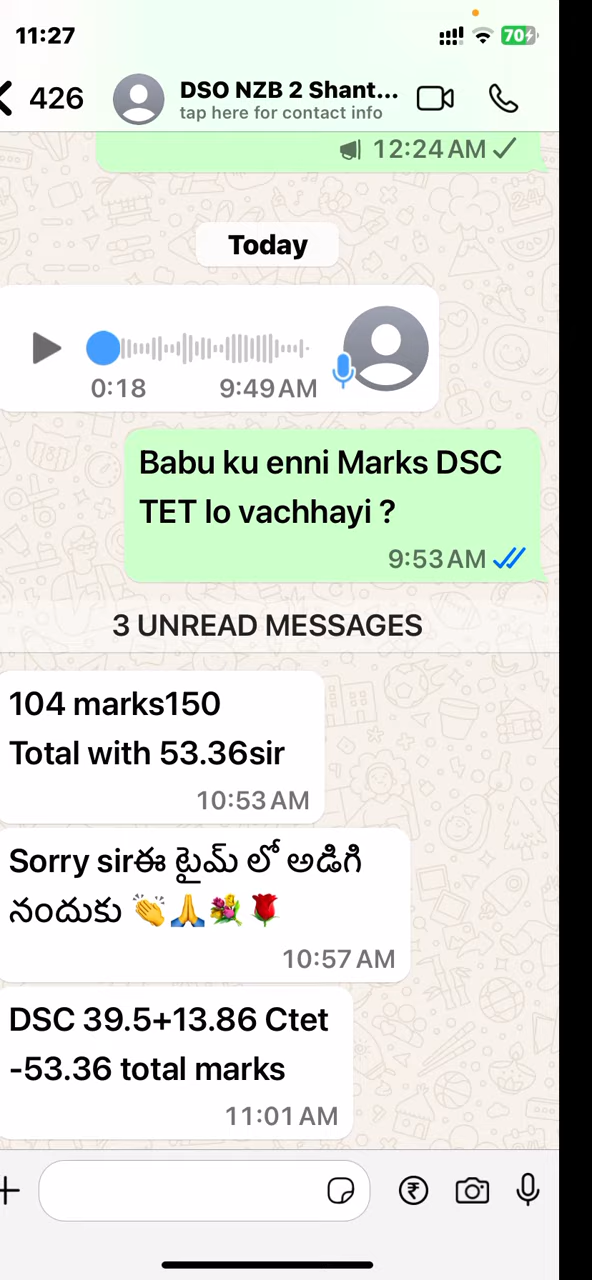 11:27
70
426
DSO NZB 2 Shant...
tap here for contact info
12:24 AM
Today
0:18
9:49 AM
Babu ku enni Marks DSC
TET lo vachhayi ?
9:53 AM
3 UNREAD MESSAGES
104 marks150
Total with 53.36sir
10:53 AM
Sorry sirఈ టైమ్ లో అడిగి
నందుకు 👏🙏💐🌹
10:57 AM
DSC 39.5+13.86 Ctet
-53.36 total marks
11:01 AM